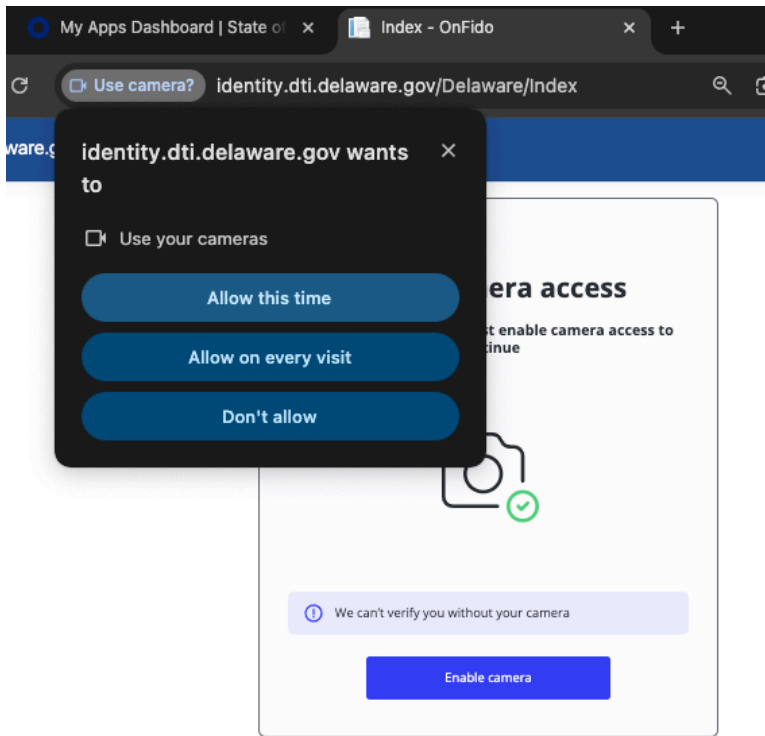 My Apps Dashboard | State of
Index - OnFido
Use camera?
identity.dti.delaware.gov/Delaware/Index
ware.g
identity.dti.delaware.gov wants
to
Use your cameras
Allow this time
Allow on every visit
Don't allow
era access
st enable camera access to
tinue
We can't verify you without your camera
Enable camera